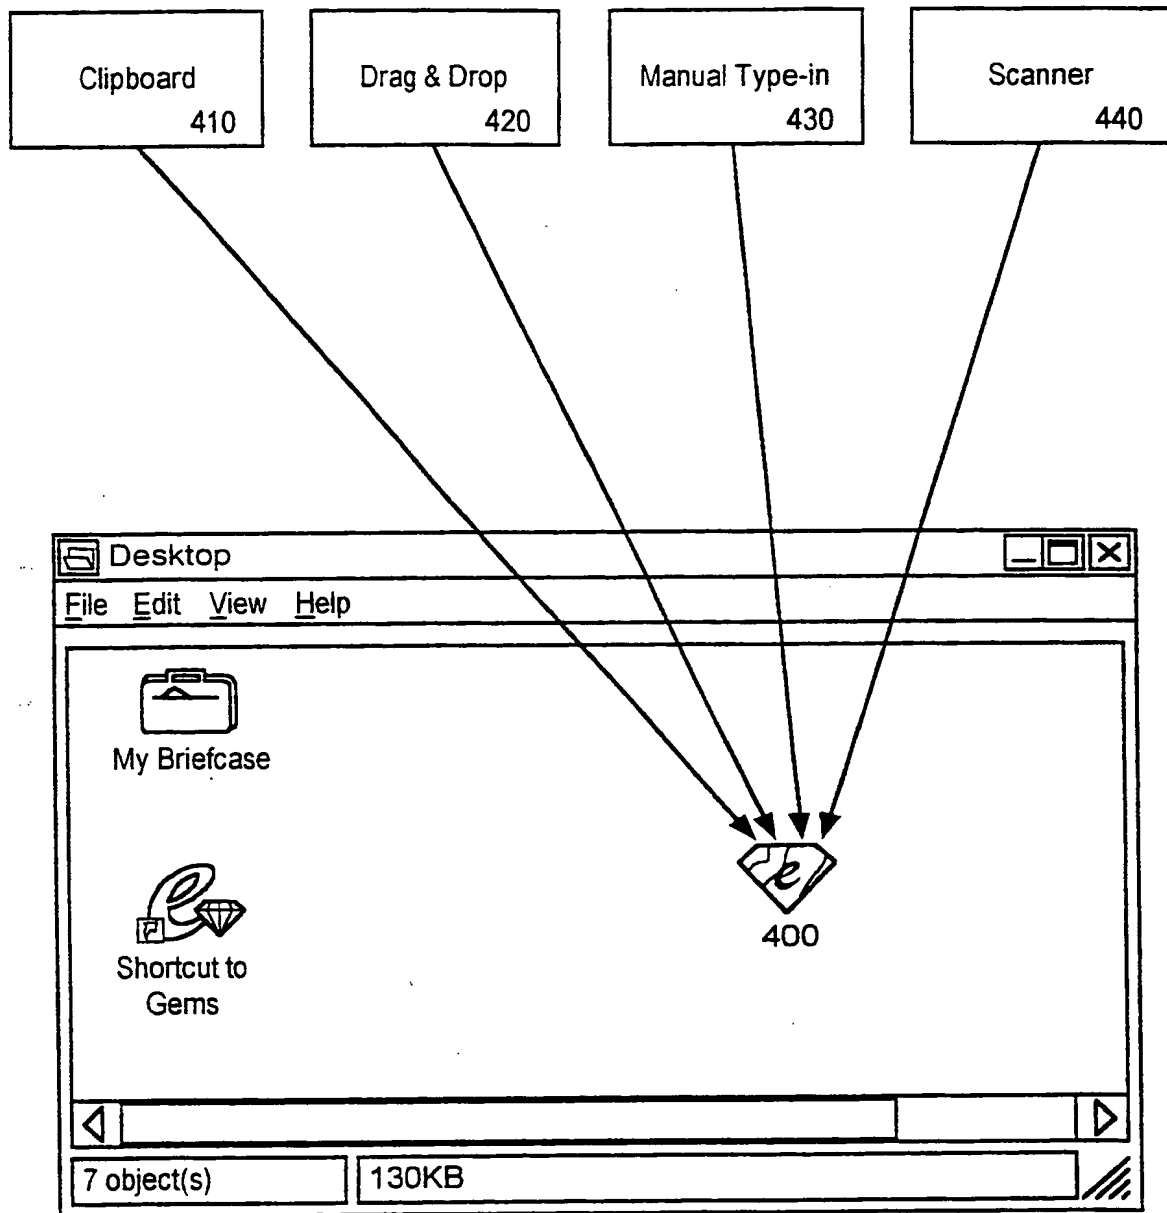 Clipboard
410
Drag & Drop
420
Manual Type-in
430
Scanner
440
Desktop
File Edit View Help
My Briefcase
e
400
e
Shortcut to
Gems
7 object(s)
130KB